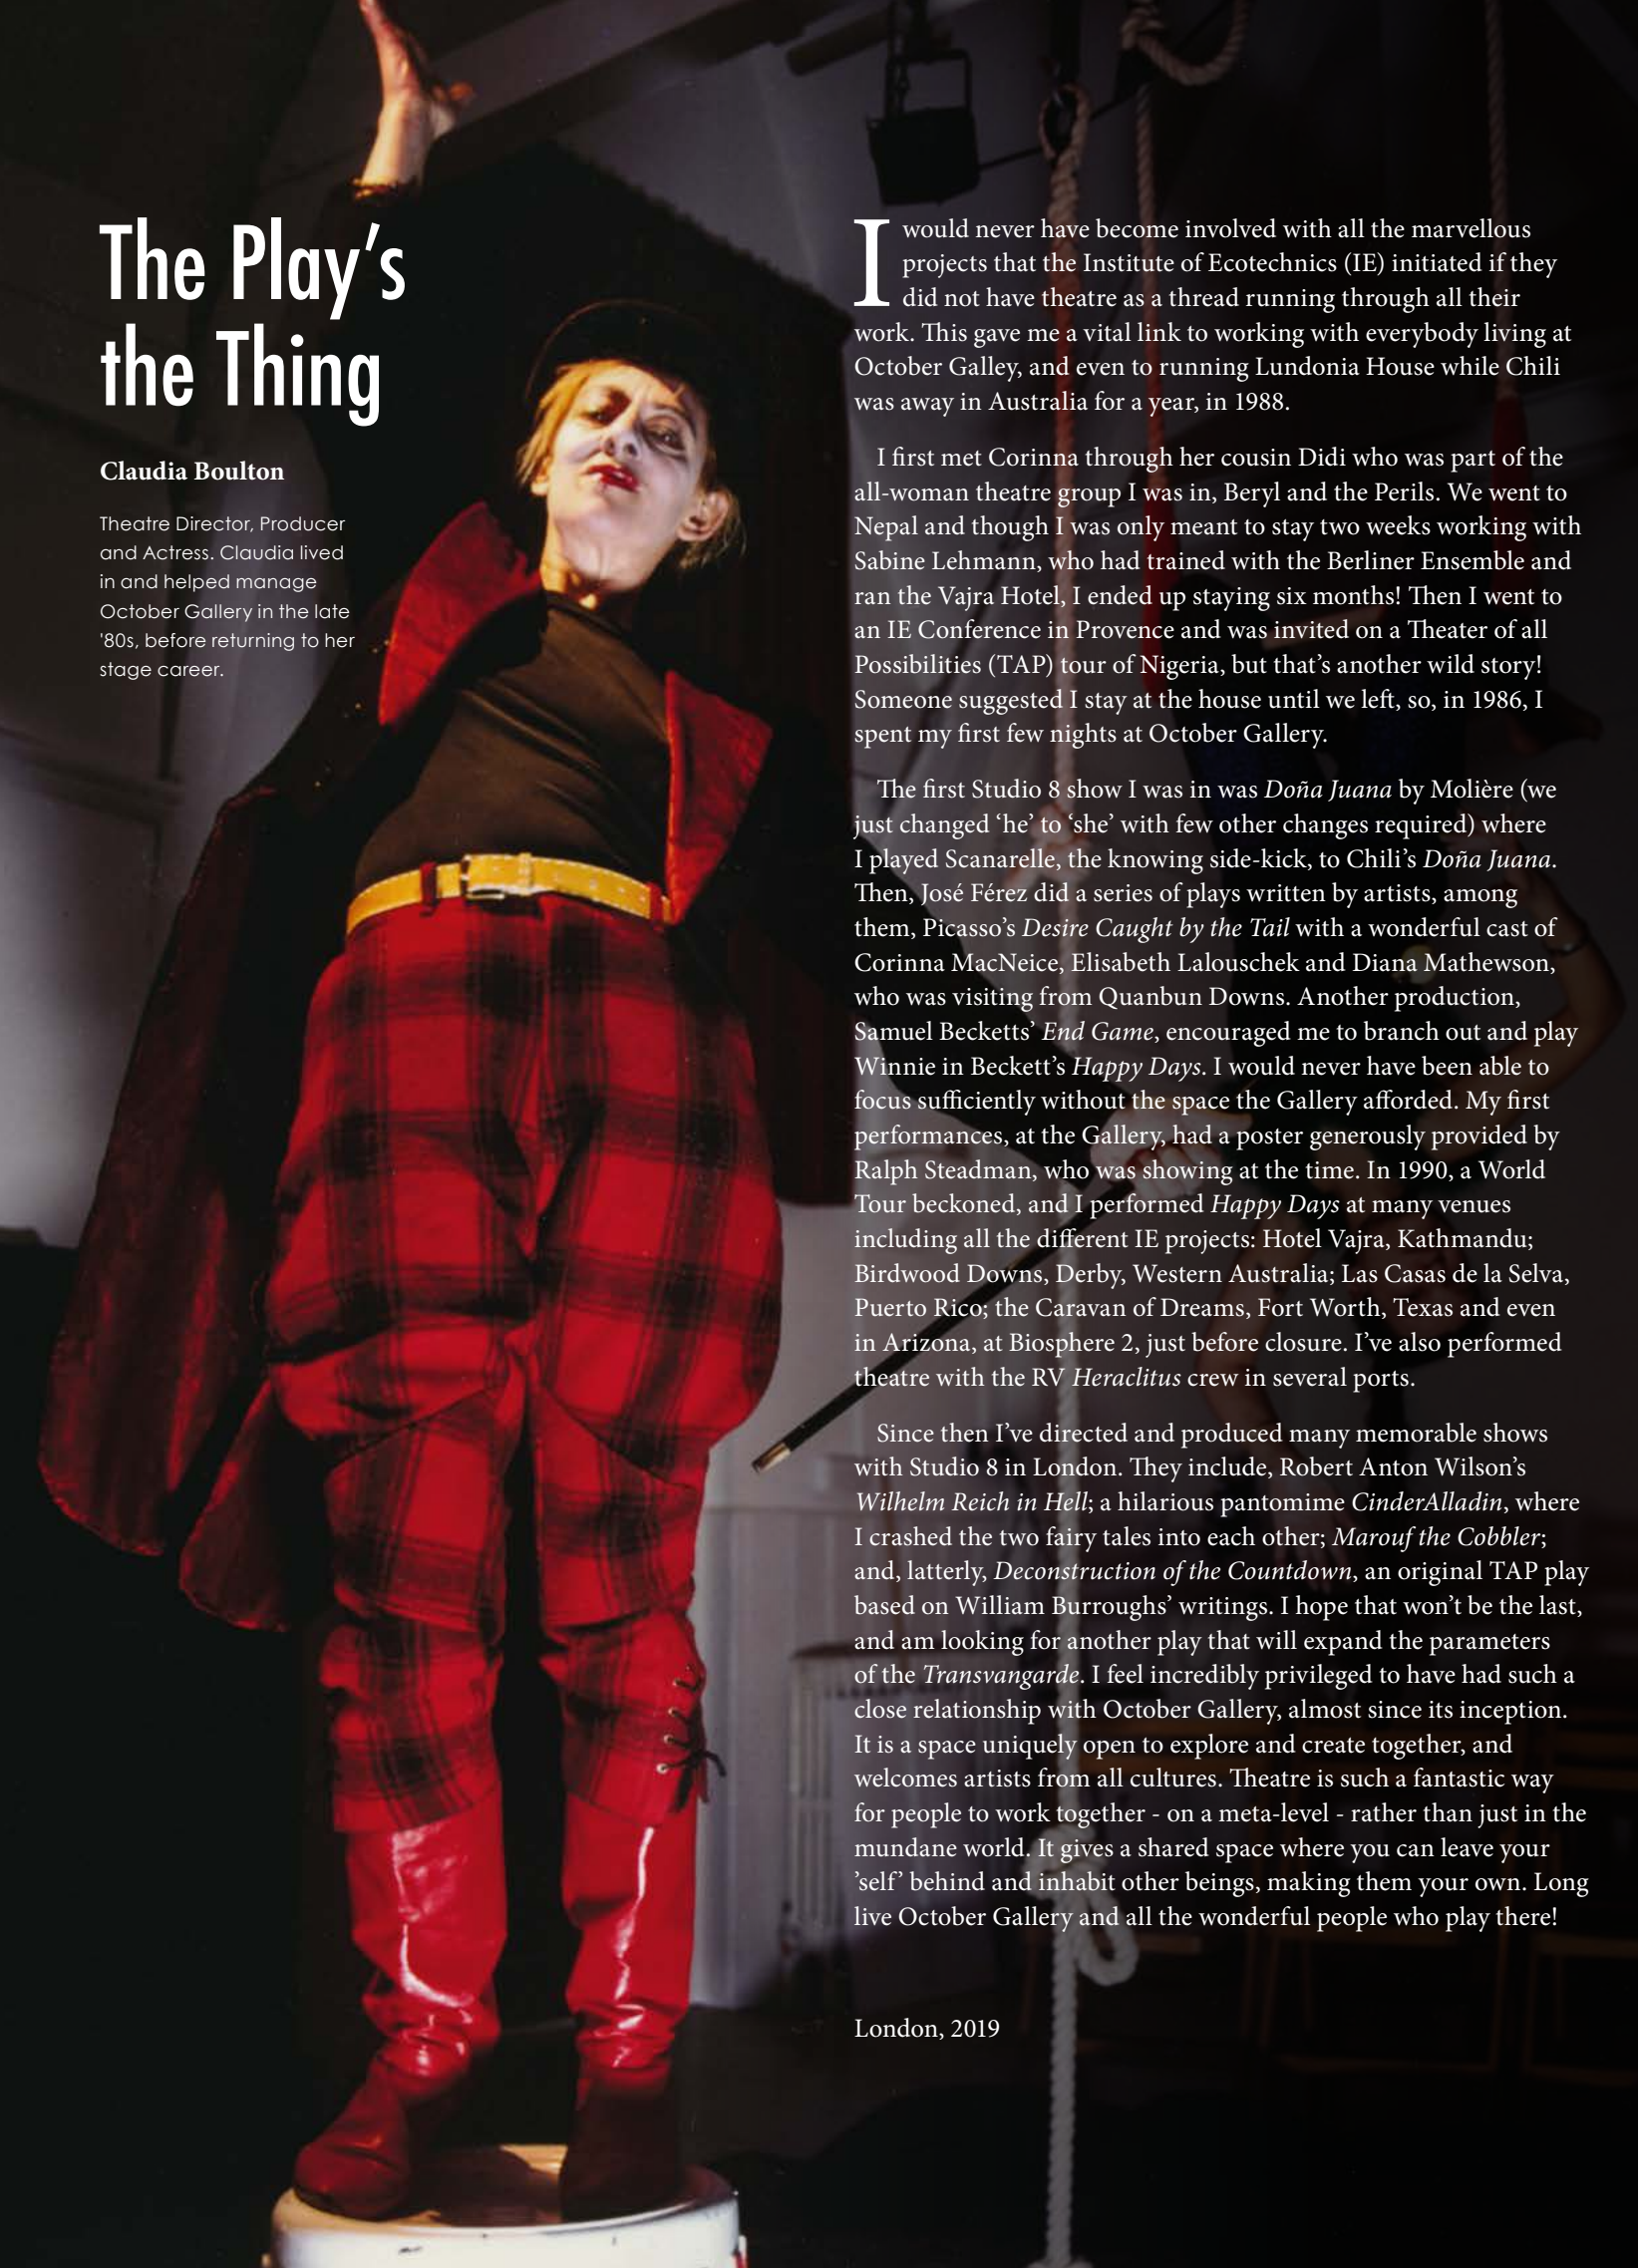 The Play’s
the Thing
Claudia Boulton
Theatre Director, Producer
and Actress. Claudia lived
in and helped manage
October Gallery in the late
'80s, before returning to her
stage career.
I would never have become involved with all the marvellous
projects that the Institute of Ecotechnics (IE) initiated if they
did not have theatre as a thread running through all their
work. This gave me a vital link to working with everybody living at
October Galley, and even to running Lundonia House while Chili
was away in Australia for a year, in 1988.
I first met Corinna through her cousin Didi who was part of the
all-woman theatre group I was in, Beryl and the Perils. We went to
Nepal and though I was only meant to stay two weeks working with
Sabine Lehmann, who had trained with the Berliner Ensemble and
ran the Vajra Hotel, I ended up staying six months! Then I went to
an IE Conference in Provence and was invited on a Theater of all
Possibilities (TAP) tour of Nigeria, but that’s another wild story!
Someone suggested I stay at the house until we left, so, in 1986, I
spent my first few nights at October Gallery.
The first Studio 8 show I was in was Doña Juana by Molière (we
just changed ‘he’ to ‘she’ with few other changes required) where
I played Scanarelle, the knowing side-kick, to Chili’s Doña Juana.
Then, José Férez did a series of plays written by artists, among
them, Picasso’s Desire Caught by the Tail with a wonderful cast of
Corinna MacNeice, Elisabeth Lalouschek and Diana Mathewson,
who was visiting from Quanbun Downs. Another production,
Samuel Becketts’ End Game, encouraged me to branch out and play
Winnie in Beckett’s Happy Days. I would never have been able to
focus sufficiently without the space the Gallery afforded. My first
performances, at the Gallery, had a poster generously provided by
Ralph Steadman, who was showing at the time. In 1990, a World
Tour beckoned, and I performed Happy Days at many venues
including all the different IE projects: Hotel Vajra, Kathmandu;
Birdwood Downs, Derby, Western Australia; Las Casas de la Selva,
Puerto Rico; the Caravan of Dreams, Fort Worth, Texas and even
in Arizona, at Biosphere 2, just before closure. I’ve also performed
theatre with the RV Heraclitus crew in several ports.
Since then I’ve directed and produced many memorable shows
with Studio 8 in London. They include, Robert Anton Wilson’s
Wilhelm Reich in Hell; a hilarious pantomime CinderAlladin, where
I crashed the two fairy tales into each other; Marouf the Cobbler;
and, latterly, Deconstruction of the Countdown, an original TAP play
based on William Burroughs’ writings. I hope that won’t be the last,
and am looking for another play that will expand the parameters
of the Transvangarde. I feel incredibly privileged to have had such a
close relationship with October Gallery, almost since its inception.
It is a space uniquely open to explore and create together, and
welcomes artists from all cultures. Theatre is such a fantastic way
for people to work together - on a meta-level - rather than just in the
mundane world. It gives a shared space where you can leave your
’self’ behind and inhabit other beings, making them your own. Long
live October Gallery and all the wonderful people who play there!
London, 2019